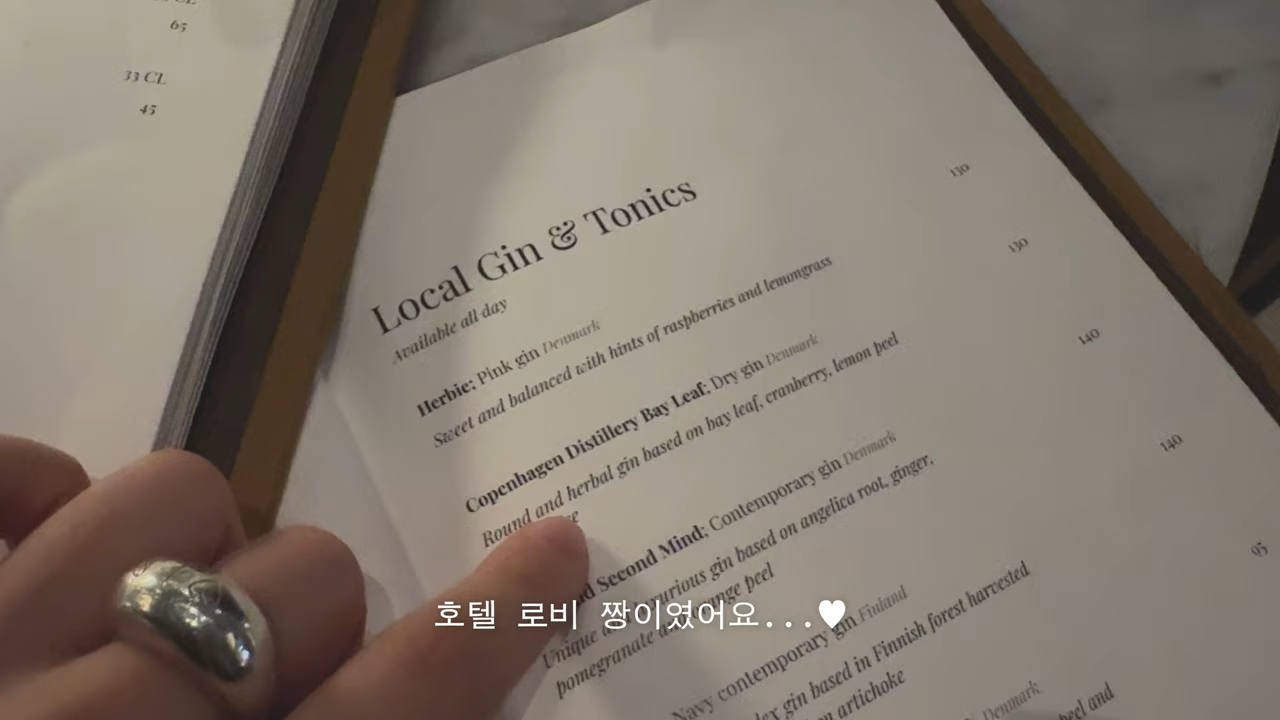 65
33 CL
45
Local Gin & Tonics
Available all day
Herbie; Pink gin Denmark 130
Sweet and balanced with hints of raspberries and lemongrass
Copenhagen Distillery Bay Leaf; Dry gin Denmark 130
Round and herbal gin based on bay leaf, cranberry, lemon peel
Second Mind; Contemporary gin Denmark 140
Unique gin based on angelica root, ginger,
pomegranate peel
Navy contemporary gin Finland 140
gin based in Finnish forest harvested
artichoke
Denmark 95
peel and
호텔 로비 짱이였어요...♥